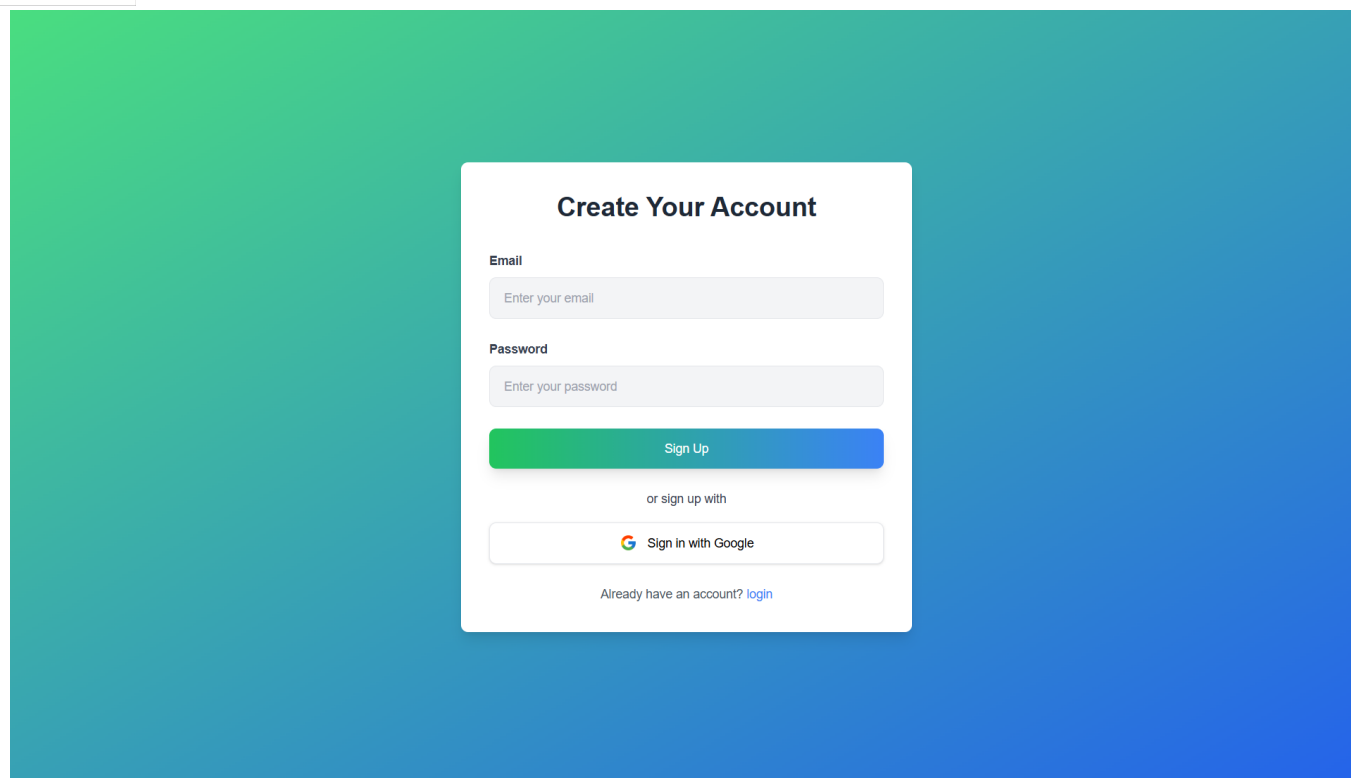 Create Your Account
Email
Enter your email
Password
Enter your password
Sign Up
or sign up with
Sign in with Google
Already have an account? login